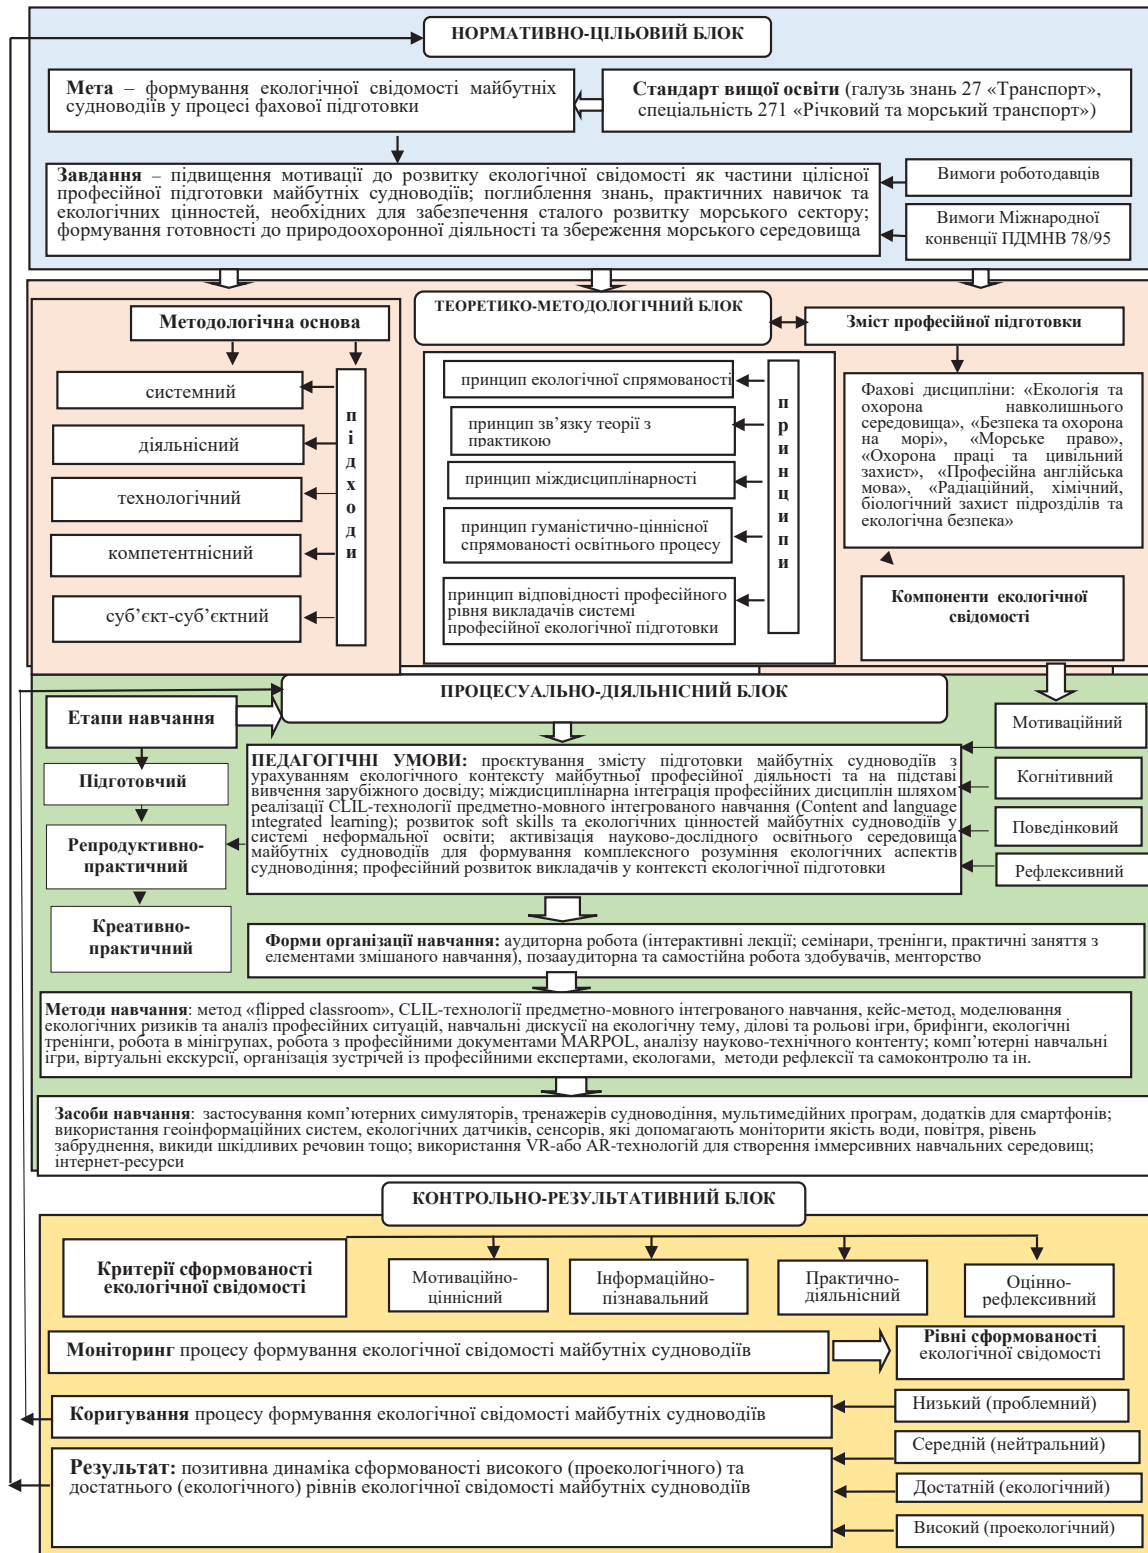 НОРМАТИВНО-ЦІЛЬОВИЙ БЛОК
Мета – формування екологічної свідомості майбутніх
судноводіїв у процесі фахової підготовки
Стандарт вищої освіти (галузь знань 27 «Транспорт»,
спеціальність 271 «Річковий та морський транспорт»)
Завдання – підвищення мотивації до розвитку екологічної свідомості як частини цілісної
професійної підготовки майбутніх судноводіїв; поглиблення знань, практичних навичок та
екологічних цінностей, необхідних для забезпечення сталого розвитку морського сектору;
формування готовності до природоохоронної діяльності та збереження морського середовища
Вимоги роботодавців
Вимоги Міжнародної
конвенції ПДМНВ 78/95
ТЕОРЕТИКО-МЕТОДОЛОГІЧНИЙ БЛОК
Методологічна основа
системний
діяльнісний
технологічний
компетентнісний
суб’єкт-суб’єктний
підходи
принцип екологічної спрямованості
принцип зв’язку теорії з
практикою
принцип міждисциплінарності
принцип гуманістично-ціннісної
спрямованості освітнього процесу
принцип відповідності професійного
рівня викладачів системі
професійної екологічної підготовки
принципи
Зміст професійної підготовки
Фахові дисципліни: «Екологія та
охорона навколишнього
середовища», «Безпека та охорона
на морі», «Морське право»,
«Охорона праці та цивільний
захист», «Професійна англійська
мова», «Радіаційний, хімічний,
біологічний захист підрозділів та
екологічна безпека»
Компоненти екологічної
свідомості
ПРОЦЕСУАЛЬНО-ДІЯЛЬНІСНИЙ БЛОК
Етапи навчання
Підготовчий
Репродуктивно-
практичний
Креативно-
практичний
ПЕДАГОГІЧНІ УМОВИ: проєктування змісту підготовки майбутніх судноводіїв з
урахуванням екологічного контексту майбутньої професійної діяльності та на підставі
вивчення зарубіжного досвіду; міждисциплінарна інтеграція професійних дисциплін шляхом
реалізації CLIL-технології предметно-мовного інтегрованого навчання (Content and language
integrated learning); розвиток soft skills та екологічних цінностей майбутніх судноводіїв у
системі неформальної освіти; активізація науково-дослідного освітнього середовища
майбутніх судноводіїв для формування комплексного розуміння екологічних аспектів
судноводіння; професійний розвиток викладачів у контексті екологічної підготовки
Мотиваційний
Когнітивний
Поведінковий
Рефлексивний
Форми організації навчання: аудиторна робота (інтерактивні лекції; семінари, тренінги, практичні заняття з
елементами змішаного навчання), позааудиторна та самостійна робота здобувачів, менторство
Методи навчання: метод «flipped classroom», CLIL-технології предметно-мовного інтегрованого навчання, кейс-метод, моделювання
екологічних ризиків та аналіз професійних ситуацій, навчальні дискусії на екологічну тему, ділові та рольові ігри, брифінги, екологічні
тренінги, робота в мінігрупах, робота з професійними документами MARPOL, аналізу науково-технічного контенту; комп’ютерні навчальні
ігри, віртуальні екскурсії, організація зустрічей із професійними експертами, екологами, методи рефлексії та самоконтролю та ін.
Засоби навчання: застосування комп’ютерних симуляторів, тренажерів судноводіння, мультимедійних програм, додатків для смартфонів;
використання геоінформаційних систем, екологічних датчиків, сенсорів, які допомагають моніторити якість води, повітря, рівень
забруднення, викиди шкідливих речовин тощо; використання VR-або AR-технологій для створення іммерсивних навчальних середовищ;
інтернет-ресурси
КОНТРОЛЬНО-РЕЗУЛЬТАТИВНИЙ БЛОК
Критерії сформованості
екологічної свідомості
Мотиваційно-
ціннісний
Інформаційно-
пізнавальний
Практично-
діяльнісний
Оцінно-
рефлексивний
Моніторинг процесу формування екологічної свідомості майбутніх судноводіїв
Рівні сформованості
екологічної свідомості
Коригування процесу формування екологічної свідомості майбутніх судноводіїв
Результат: позитивна динаміка сформованості високого (проекологічного) та
достатнього (екологічного) рівнів екологічної свідомості майбутніх судноводіїв
Низький (проблемний)
Середній (нейтральний)
Достатній (екологічний)
Високий (проекологічний)